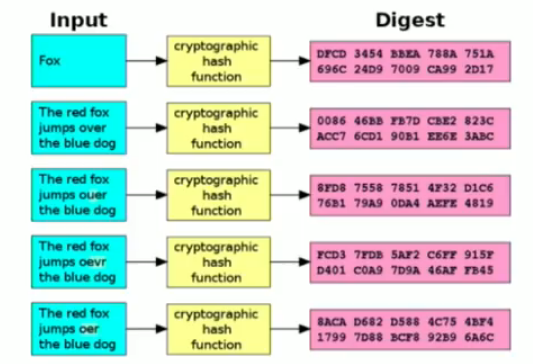 Input
Digest
Fox
cryptographic
hash
function
DFCD 3454 BBEA 788A 751A
696C 24D9 7009 CA99 2D17
The red fox
jumps over
the blue dog
cryptographic
hash
function
0086 46BB FB7D CBE2 823C
ACC7 6CD1 90B1 EE6E 3ABC
The red fox
jumps ouer
the blue dog
cryptographic
hash
function
8FD8 7558 7851 4F32 D1C6
76B1 79A9 0DA4 AEFE 4819
The red fox
jumps oevr
the blue dog
cryptographic
hash
function
FCD3 7FDB 5AF2 C6FF 915F
D401 C0A9 7D9A 46AF FB45
The red fox
jumps oer
the blue dog
cryptographic
hash
function
8ACA D682 D588 4C75 4BF4
1799 7D88 BCF8 92B9 6A6C